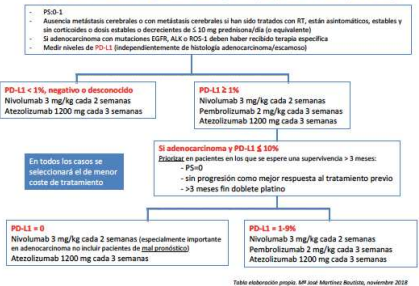 - PS:0-1
- Ausencia metástasis cerebrales o con metástasis cerebrales si han sido tratados con RT, están asintomáticos, estables y
sin corticoides o dosis estables o decrecientes de ≤ 10 mg prednisona/día (o equivalente)
- Si adenocarcinoma con mutaciones EGFR, ALK o ROS-1 deben haber recibido terapia específica
- Medir niveles de PD-L1 (independientemente de histología adenocarcinoma/escamoso)
PD-L1 < 1%, negativo o desconocido
Nivolumab 3 mg/kg cada 2 semanas
Atezolizumab 1200 mg cada 3 semanas
PD-L1 ≥ 1%
Nivolumab 3 mg/kg cada 2 semanas
Pembrolizumab 2 mg/kg cada 3 semanas
Atezolizumab 1200 mg cada 3 semanas
En todos los casos se
seleccionará el de menor
coste de tratamiento
Si adenocarcinoma y PD-L1 ≤ 10%
Priorizar en pacientes en los que se espere una supervivencia > 3 meses:
- PS=0
- sin progresión como mejor respuesta al tratamiento previo
- >3 meses fin doblete platino
PD-L1 = 0
Nivolumab 3 mg/kg cada 2 semanas (especialmente importante
en adenocarcinoma no incluir pacientes de mal pronóstico)
Atezolizumab 1200 mg cada 3 semanas
PD-L1 = 1-9%
Nivolumab 3 mg/kg cada 2 semanas
Pembrolizumab 2 mg/kg cada 3 semanas
Atezolizumab 1200 mg cada 3 semanas
Tabla elaboración propia. Mª José Martínez Bautista, noviembre 2018